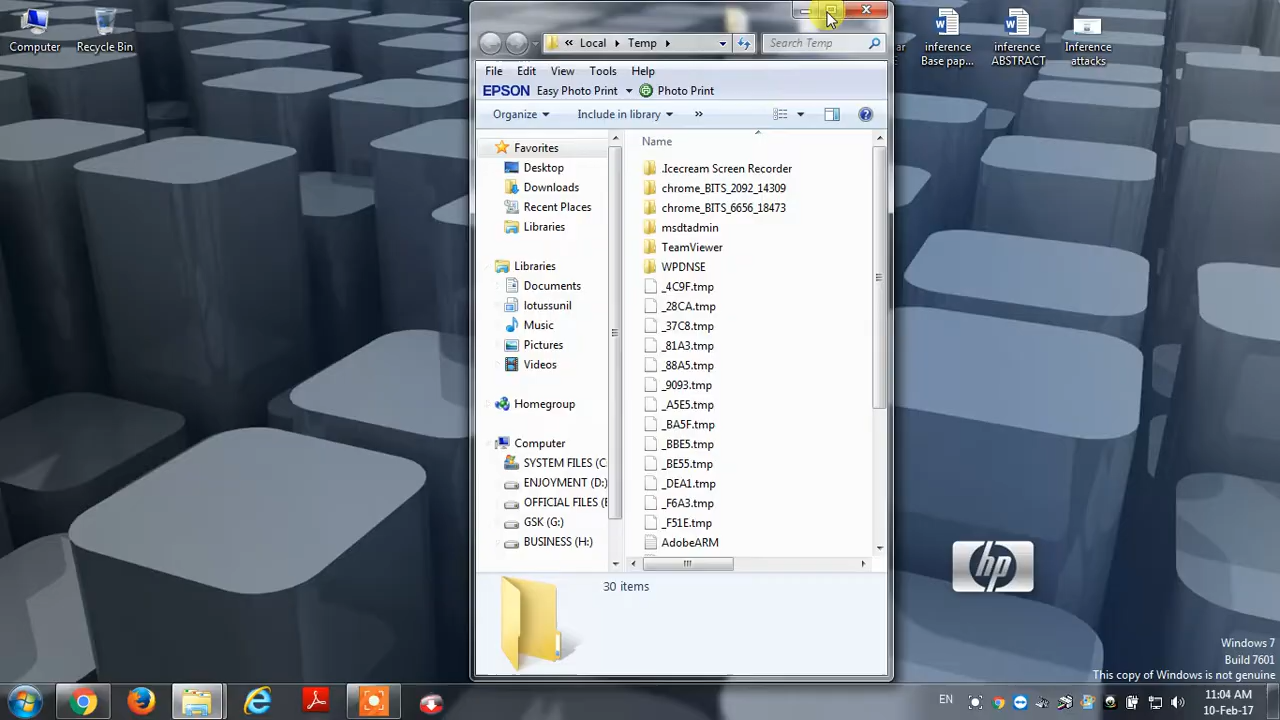 Computer
Recycle Bin
« Local Temp
Search Temp
File Edit View Tools Help
EPSON Easy Photo Print Photo Print
Organize Include in library »
Favorites
Desktop
Downloads
Recent Places
Libraries
Libraries
Documents
lotussunil
Music
Pictures
Videos
Homegroup
Computer
SYSTEM FILES (C
ENJOYMENT (D:)
OFFICIAL FILES (E
GSK (G:)
BUSINESS (H:)
Name
.Icecream Screen Recorder
chrome_BITS_2092_14309
chrome_BITS_6656_18473
msdtadmin
TeamViewer
WPDNSE
_4C9F.tmp
_28CA.tmp
_37C8.tmp
_81A3.tmp
_88A5.tmp
_9093.tmp
_A5E5.tmp
_BA5F.tmp
_BBE5.tmp
_BE55.tmp
_DEA1.tmp
_F6A3.tmp
_F51E.tmp
AdobeARM
30 items
ar
E
inference
Base pap...
inference
ABSTRACT
Inference
attacks
hp
Windows 7
Build 7601
This copy of Windows is not genuine
EN
11:04 AM
10-Feb-17